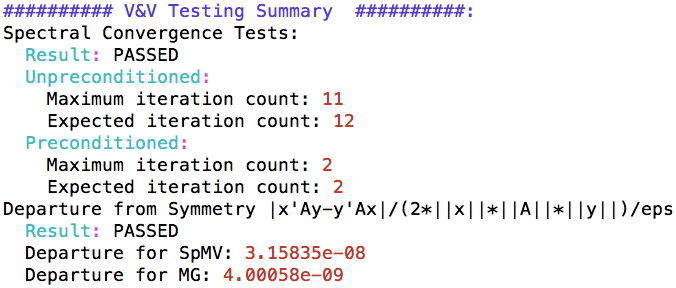 ########## V&V Testing Summary  ##########:
Spectral Convergence Tests:
  Result: PASSED
  Unpreconditioned:
    Maximum iteration count: 11
    Expected iteration count: 12
  Preconditioned:
    Maximum iteration count: 2
    Expected iteration count: 2
Departure from Symmetry |x'Ay-y'Ax|/(2*||x||*||A||*||y||)/eps
  Result: PASSED
  Departure for SpMV: 3.15835e-08
  Departure for MG: 4.00058e-09